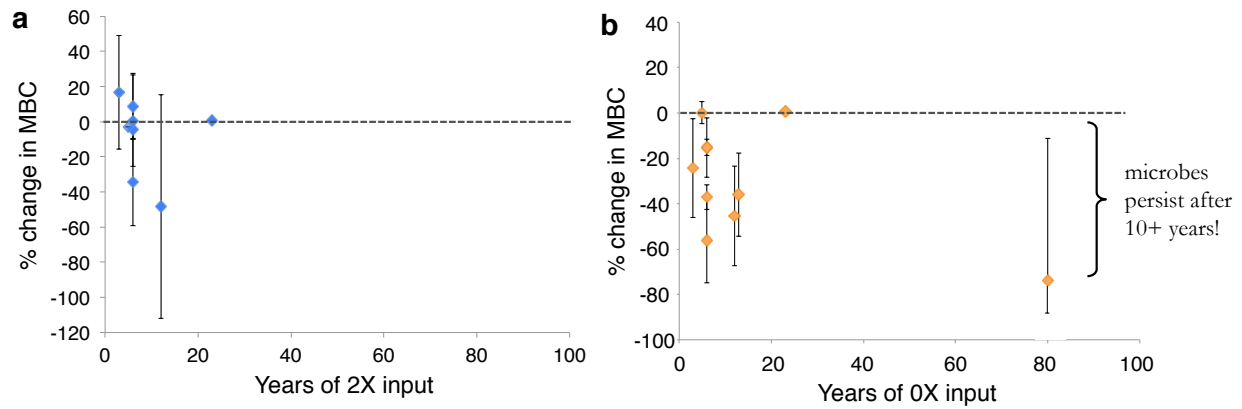 a
60
40
20
0
-20
-40
-60
-80
-100
-120
% change in MBC
0 20 40 60 80 100
Years of 2X input
b
40
20
0
-20
-40
-60
-80
-100
% change in MBC
0 20 40 60 80 100
Years of 0X input
microbes
persist after
10+ years!